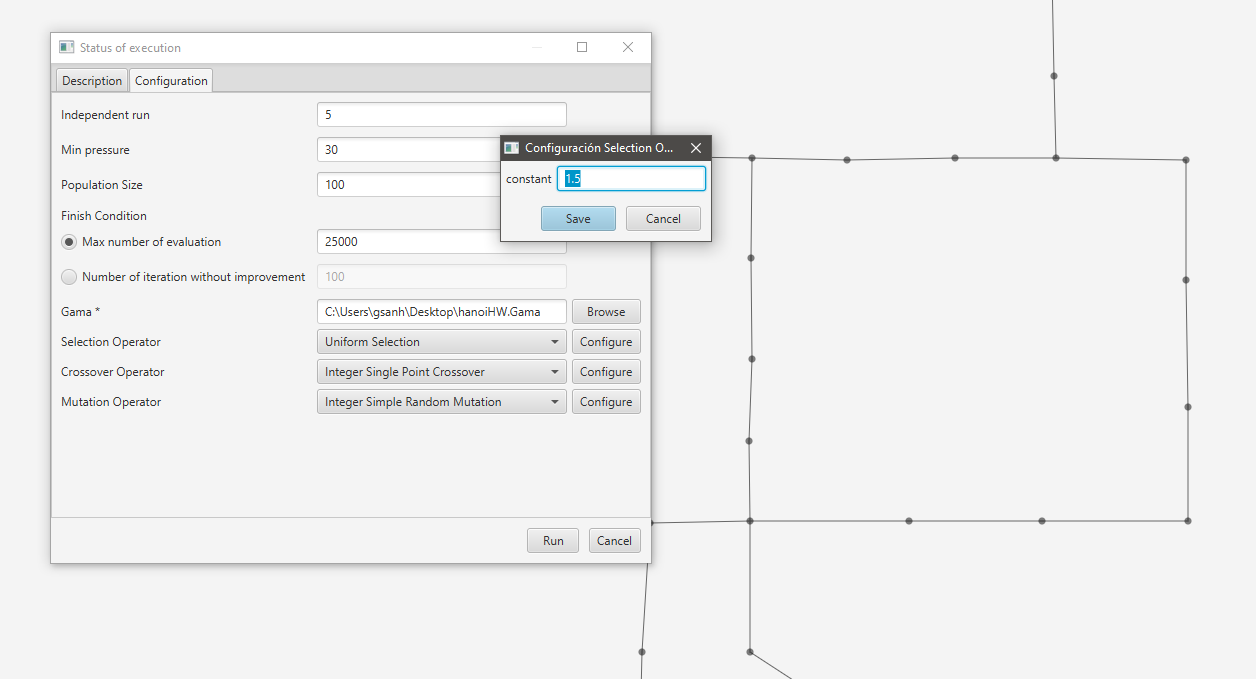 Status of execution
Description Configuration
Independent run 5
Min pressure 30
Configuración Selection O...
constant 1.5
Save Cancel
Population Size 100
Finish Condition
Max number of evaluation 25000
Number of iteration without improvement 100
Gama * C:\Users\gsanh\Desktop\hanoiHW.Gama Browse
Selection Operator Uniform Selection Configure
Crossover Operator Integer Single Point Crossover Configure
Mutation Operator Integer Simple Random Mutation Configure
Run Cancel